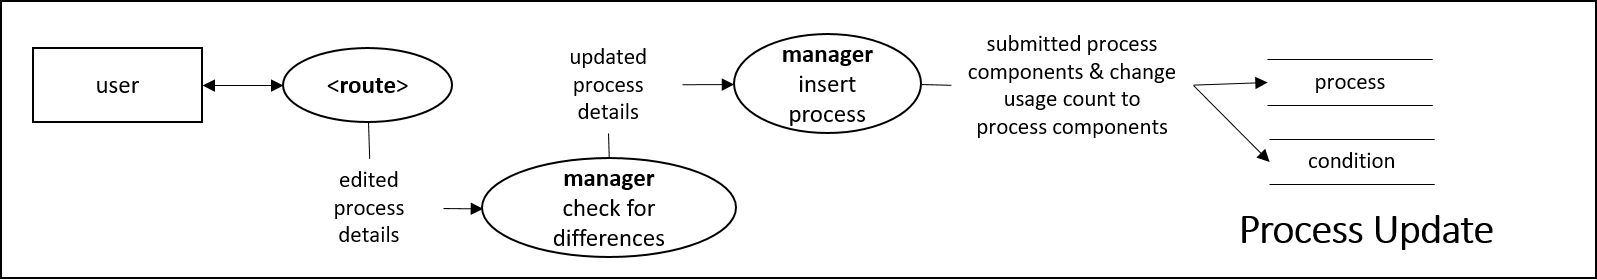 user
<route>
edited
process
details
manager
check for
differences
updated
process
details
manager
insert
process
submitted process
components & change
usage count to
process components
process
condition
Process Update